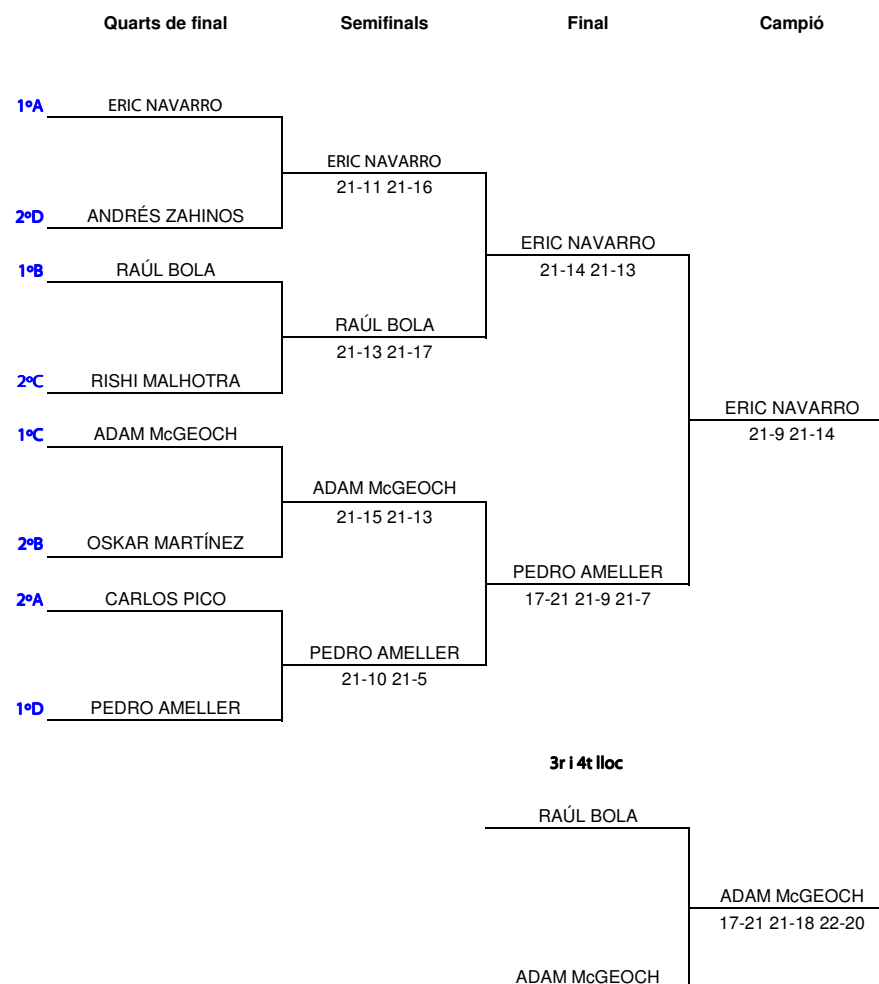 Quarts de final Semifinals Final Campió
1ºA ERIC NAVARRO
ERIC NAVARRO
21-11 21-16
2ºD ANDRÉS ZAHINOS
ERIC NAVARRO
21-14 21-13
1ºB RAÚL BOLA
RAÚL BOLA
21-13 21-17
2ºC RISHI MALHOTRA
ERIC NAVARRO
21-9 21-14
1ºC ADAM McGEOCH
ADAM McGEOCH
21-15 21-13
2ºB OSKAR MARTÍNEZ
PEDRO AMELLER
17-21 21-9 21-7
2ºA CARLOS PICO
PEDRO AMELLER
21-10 21-5
1ºD PEDRO AMELLER
3r i 4t lloc
RAÚL BOLA
ADAM McGEOCH
17-21 21-18 22-20
ADAM McGEOCH